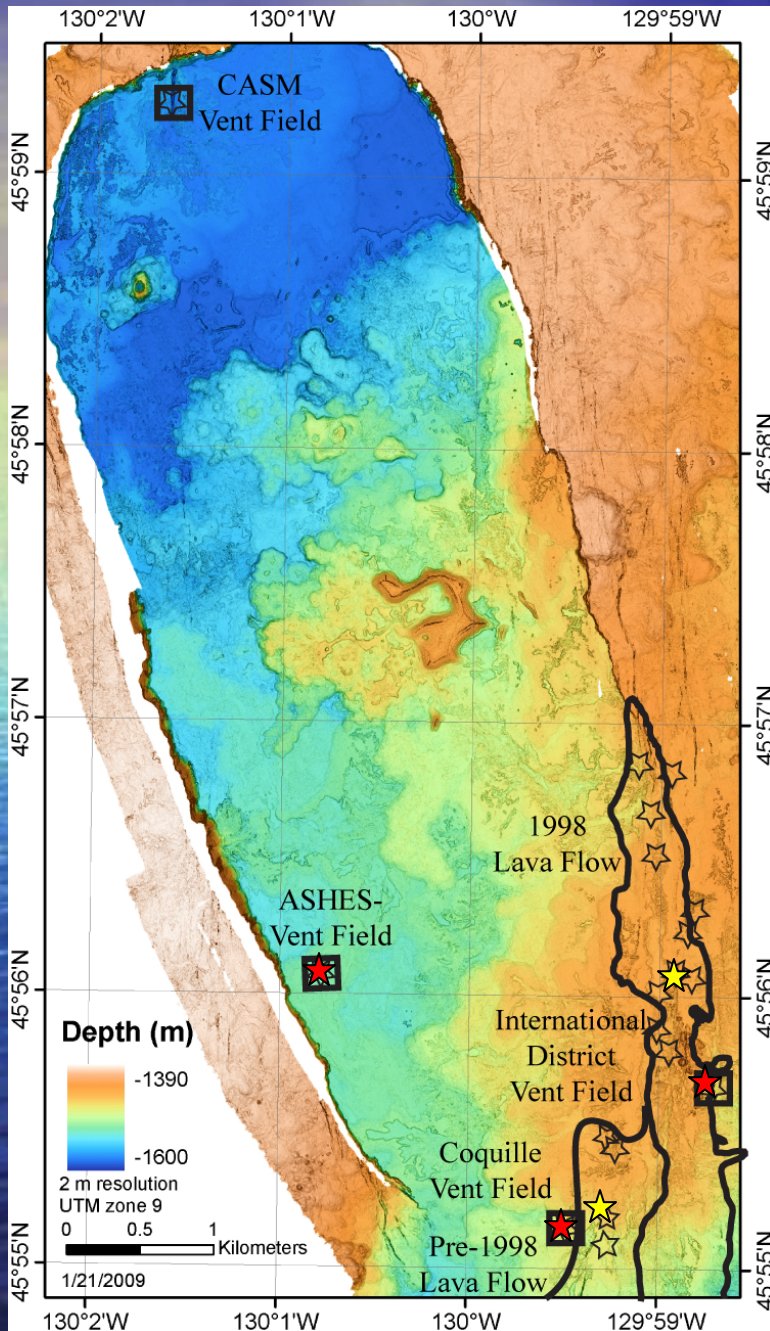 130°2'W 130°1'W 130°0'W 129°59'W
CASM
Vent Field
45°59'N 45°59'N
45°58'N 45°58'N
45°57'N 45°57'N
1998
Lava Flow
ASHES-
Vent Field
45°56'N 45°56'N
International
District
Vent Field
Depth (m)
-1390
-1600
2 m resolution
UTM zone 9
0 0.5 1
Kilometers
1/21/2009
Coquille
Vent Field
Pre-1998
Lava Flow
45°55'N 45°55'N
130°2'W 130°1'W 130°0'W 129°59'W